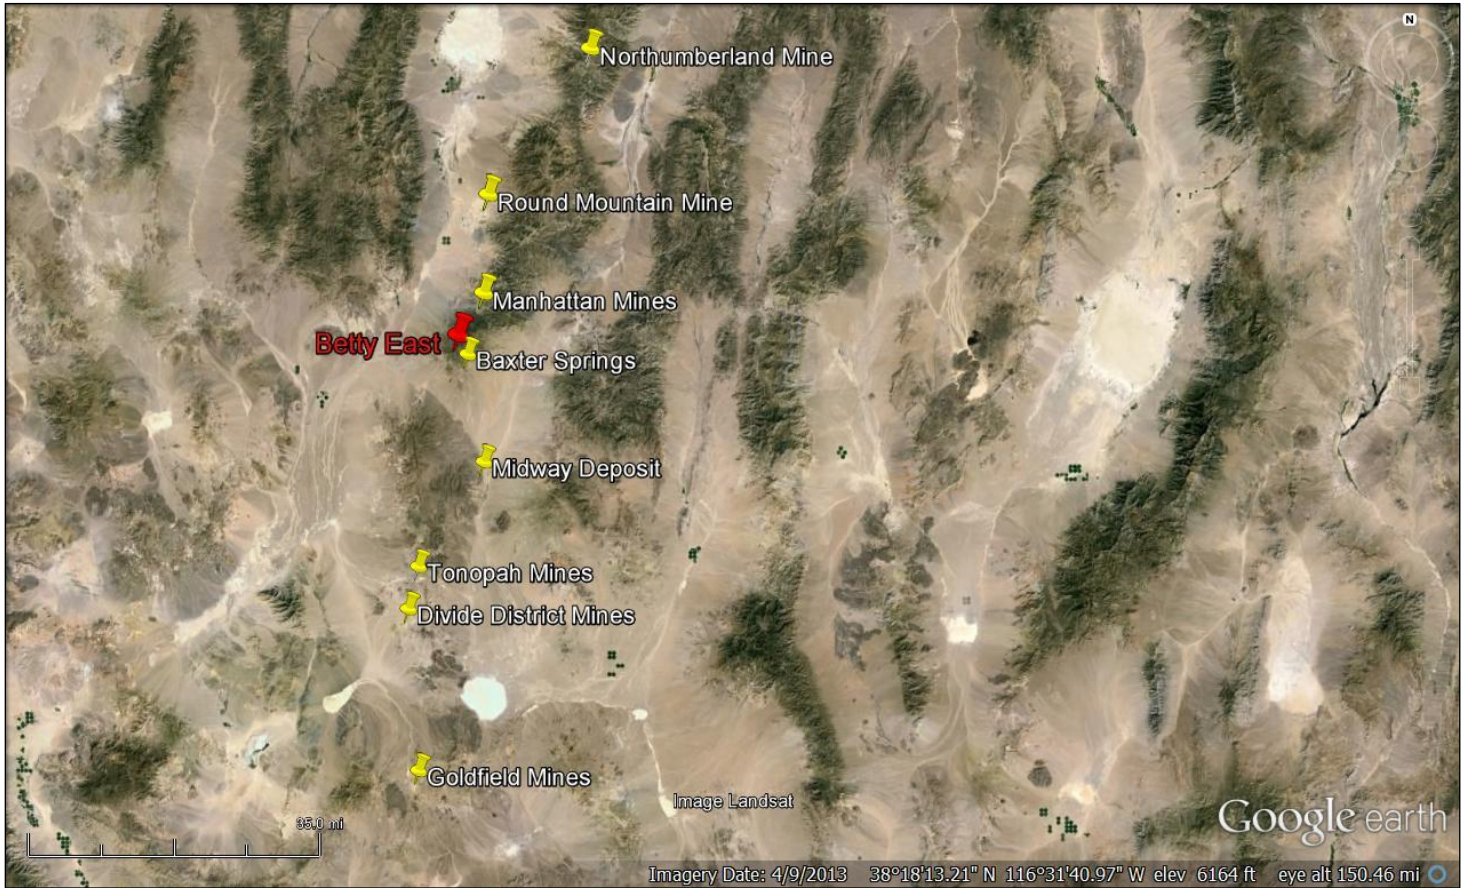 N
Northumberland Mine
Round Mountain Mine
Manhattan Mines
Betty East
Baxter Springs
Midway Deposit
Tonopah Mines
Divide District Mines
Goldfield Mines
Image Landsat
35.0 mi
Google earth
Imagery Date: 4/9/2013 38°18'13.21" N 116°31'40.97" W elev 6164 ft eye alt 150.46 mi